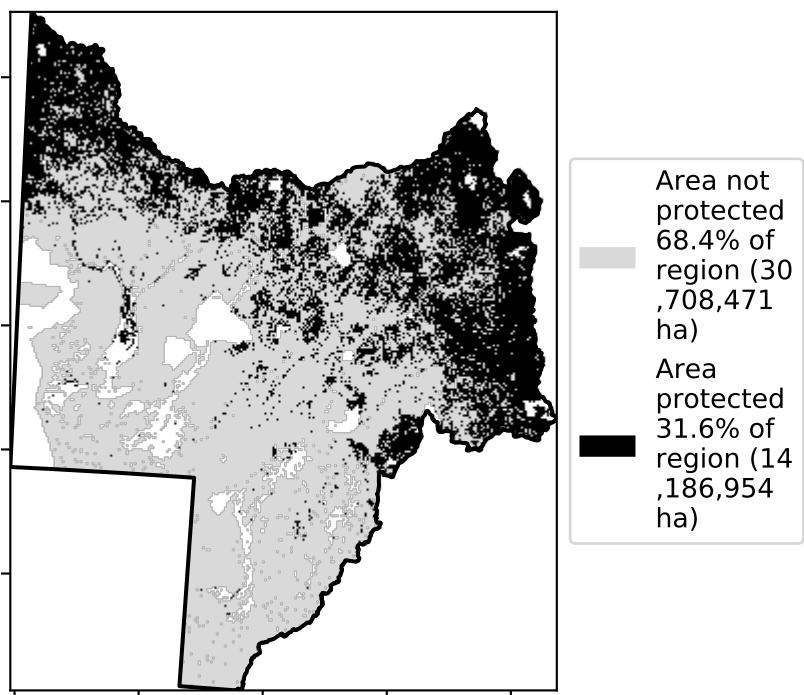 Area not
protected
68.4% of
region (30
,708,471
ha)
Area
protected
31.6% of
region (14
,186,954
ha)